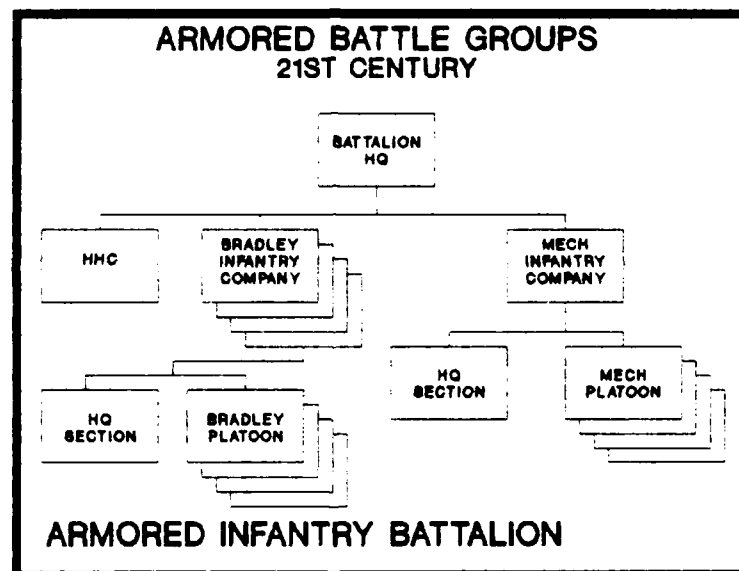 ARMORED BATTLE GROUPS
21ST CENTURY
BATTALION
HQ
HHC
BRADLEY
INFANTRY
COMPANY
MECH
INFANTRY
COMPANY
HQ
SECTION
BRADLEY
PLATOON
HQ
SECTION
MECH
PLATOON
ARMORED INFANTRY BATTALION